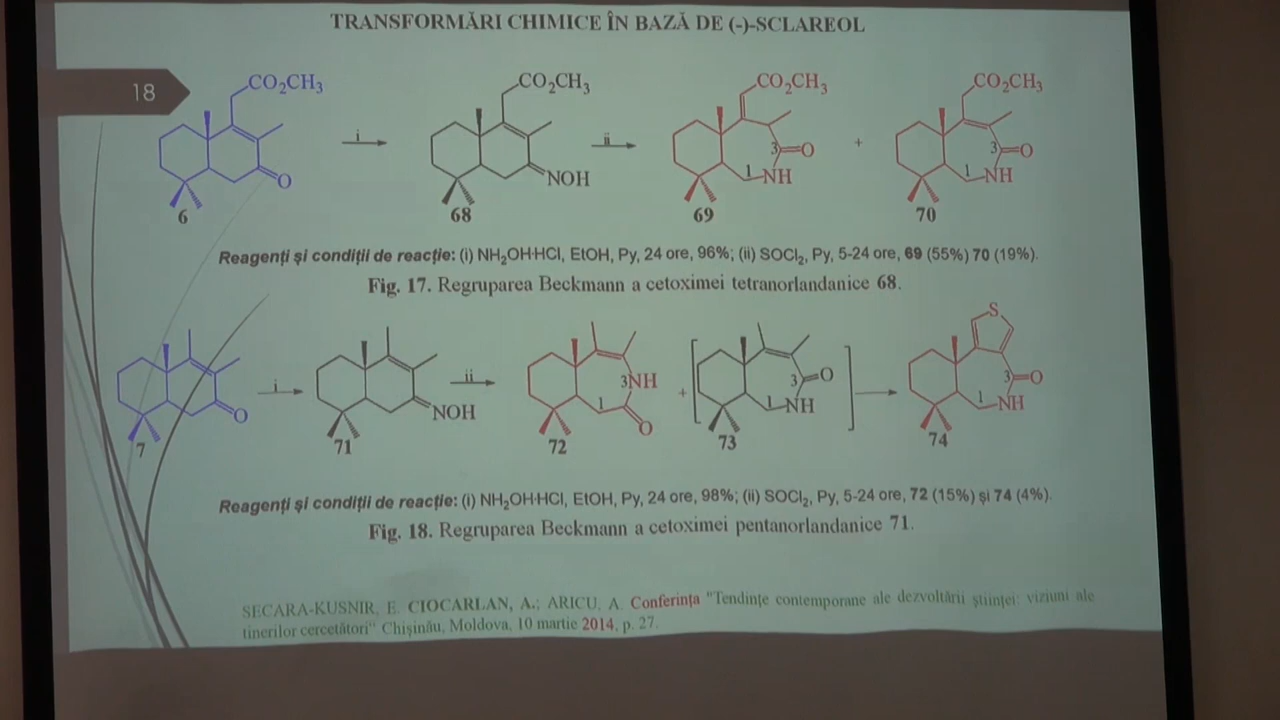 TRANSFORMĂRI CHIMICE ÎN BAZĂ DE (-)-SCLAREOL
18
CO₂CH₃ CO₂CH₃ CO₂CH₃ CO₂CH₃
i ii +
3 O 3 O
O NOH 1 NH 1 NH
6 68 69 70
Reagenți și condiții de reacție: (i) NH₂OH·HCl, EtOH, Py, 24 ore, 96%; (ii) SOCl₂, Py, 5-24 ore, 69 (55%) 70 (19%).
Fig. 17. Regruparea Beckmann a cetoximei tetranorlandanice 68.
S
i ii 3NH + 3 O 3 O
O NOH 1 O 1 NH 1 NH
7 71 72 73 74
Reagenți și condiții de reacție: (i) NH₂OH·HCl, EtOH, Py, 24 ore, 98%; (ii) SOCl₂, Py, 5-24 ore, 72 (15%) și 74 (4%).
Fig. 18. Regruparea Beckmann a cetoximei pentanorlandanice 71.
SECARA-KUSNIR, E. CIOCARLAN, A.; ARICU, A. Conferința "Tendințe contemporane ale dezvoltării științei: viziuni ale
tinerilor cercetători" Chișinău, Moldova, 10 martie 2014, p. 27.